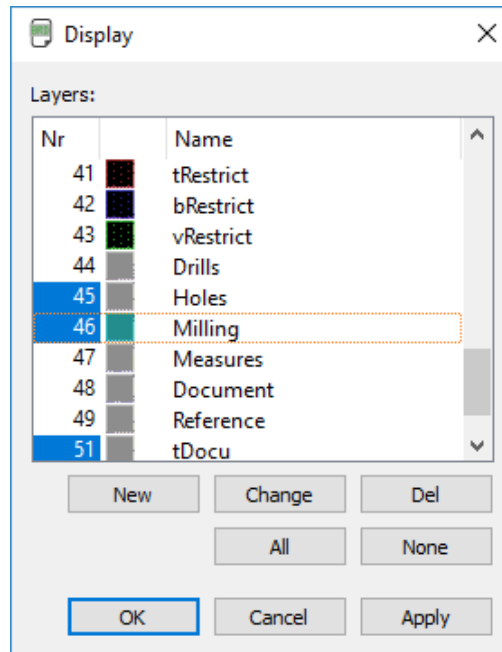 Display
Layers:
Nr Name
41 tRestrict
42 bRestrict
43 vRestrict
44 Drills
45 Holes
46 Milling
47 Measures
48 Document
49 Reference
51 tDocu
New Change Del
All None
OK Cancel Apply